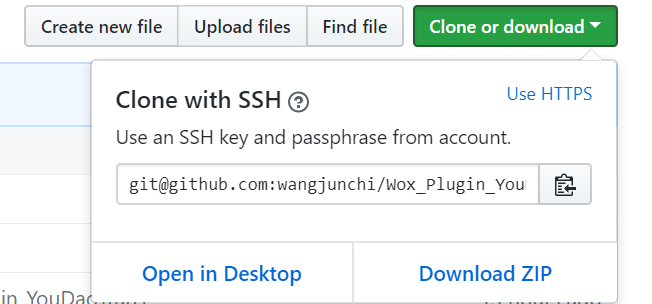 Create new file Upload files Find file Clone or download
Clone with SSH ? Use HTTPS
Use an SSH key and passphrase from account.
git@github.com:wangjunchi/Wox_Plugin_You
Open in Desktop Download ZIP